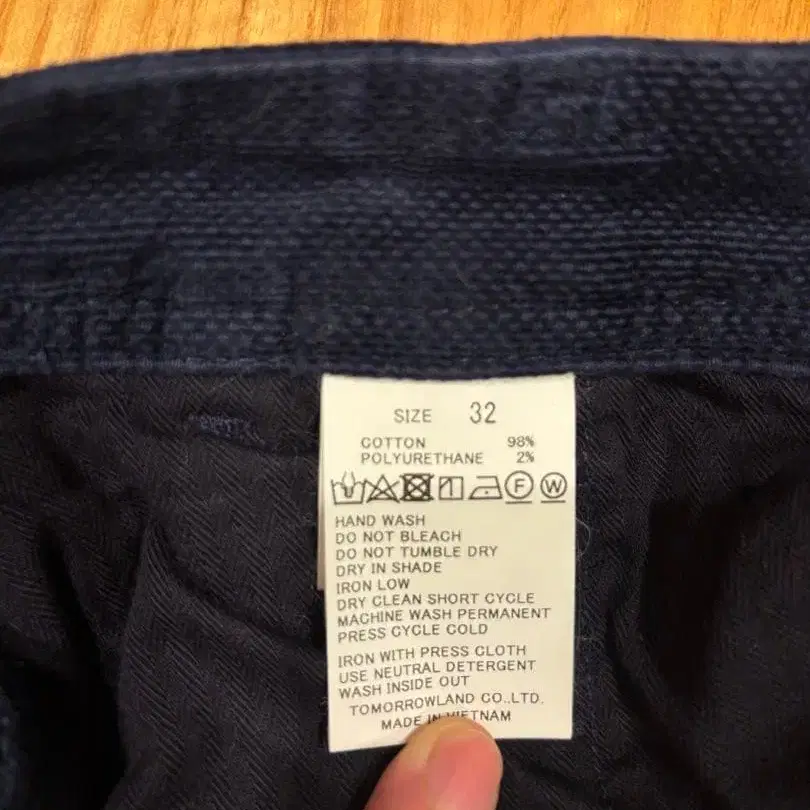 SIZE 32
COTTON 98%
POLYURETHANE 2%
F W
HAND WASH
DO NOT BLEACH
DO NOT TUMBLE DRY
DRY IN SHADE
IRON LOW
DRY CLEAN SHORT CYCLE
MACHINE WASH PERMANENT
PRESS CYCLE COLD
IRON WITH PRESS CLOTH
USE NEUTRAL DETERGENT
WASH INSIDE OUT
TOMORROWLAND CO.,LTD.
MADE IN VIETNAM